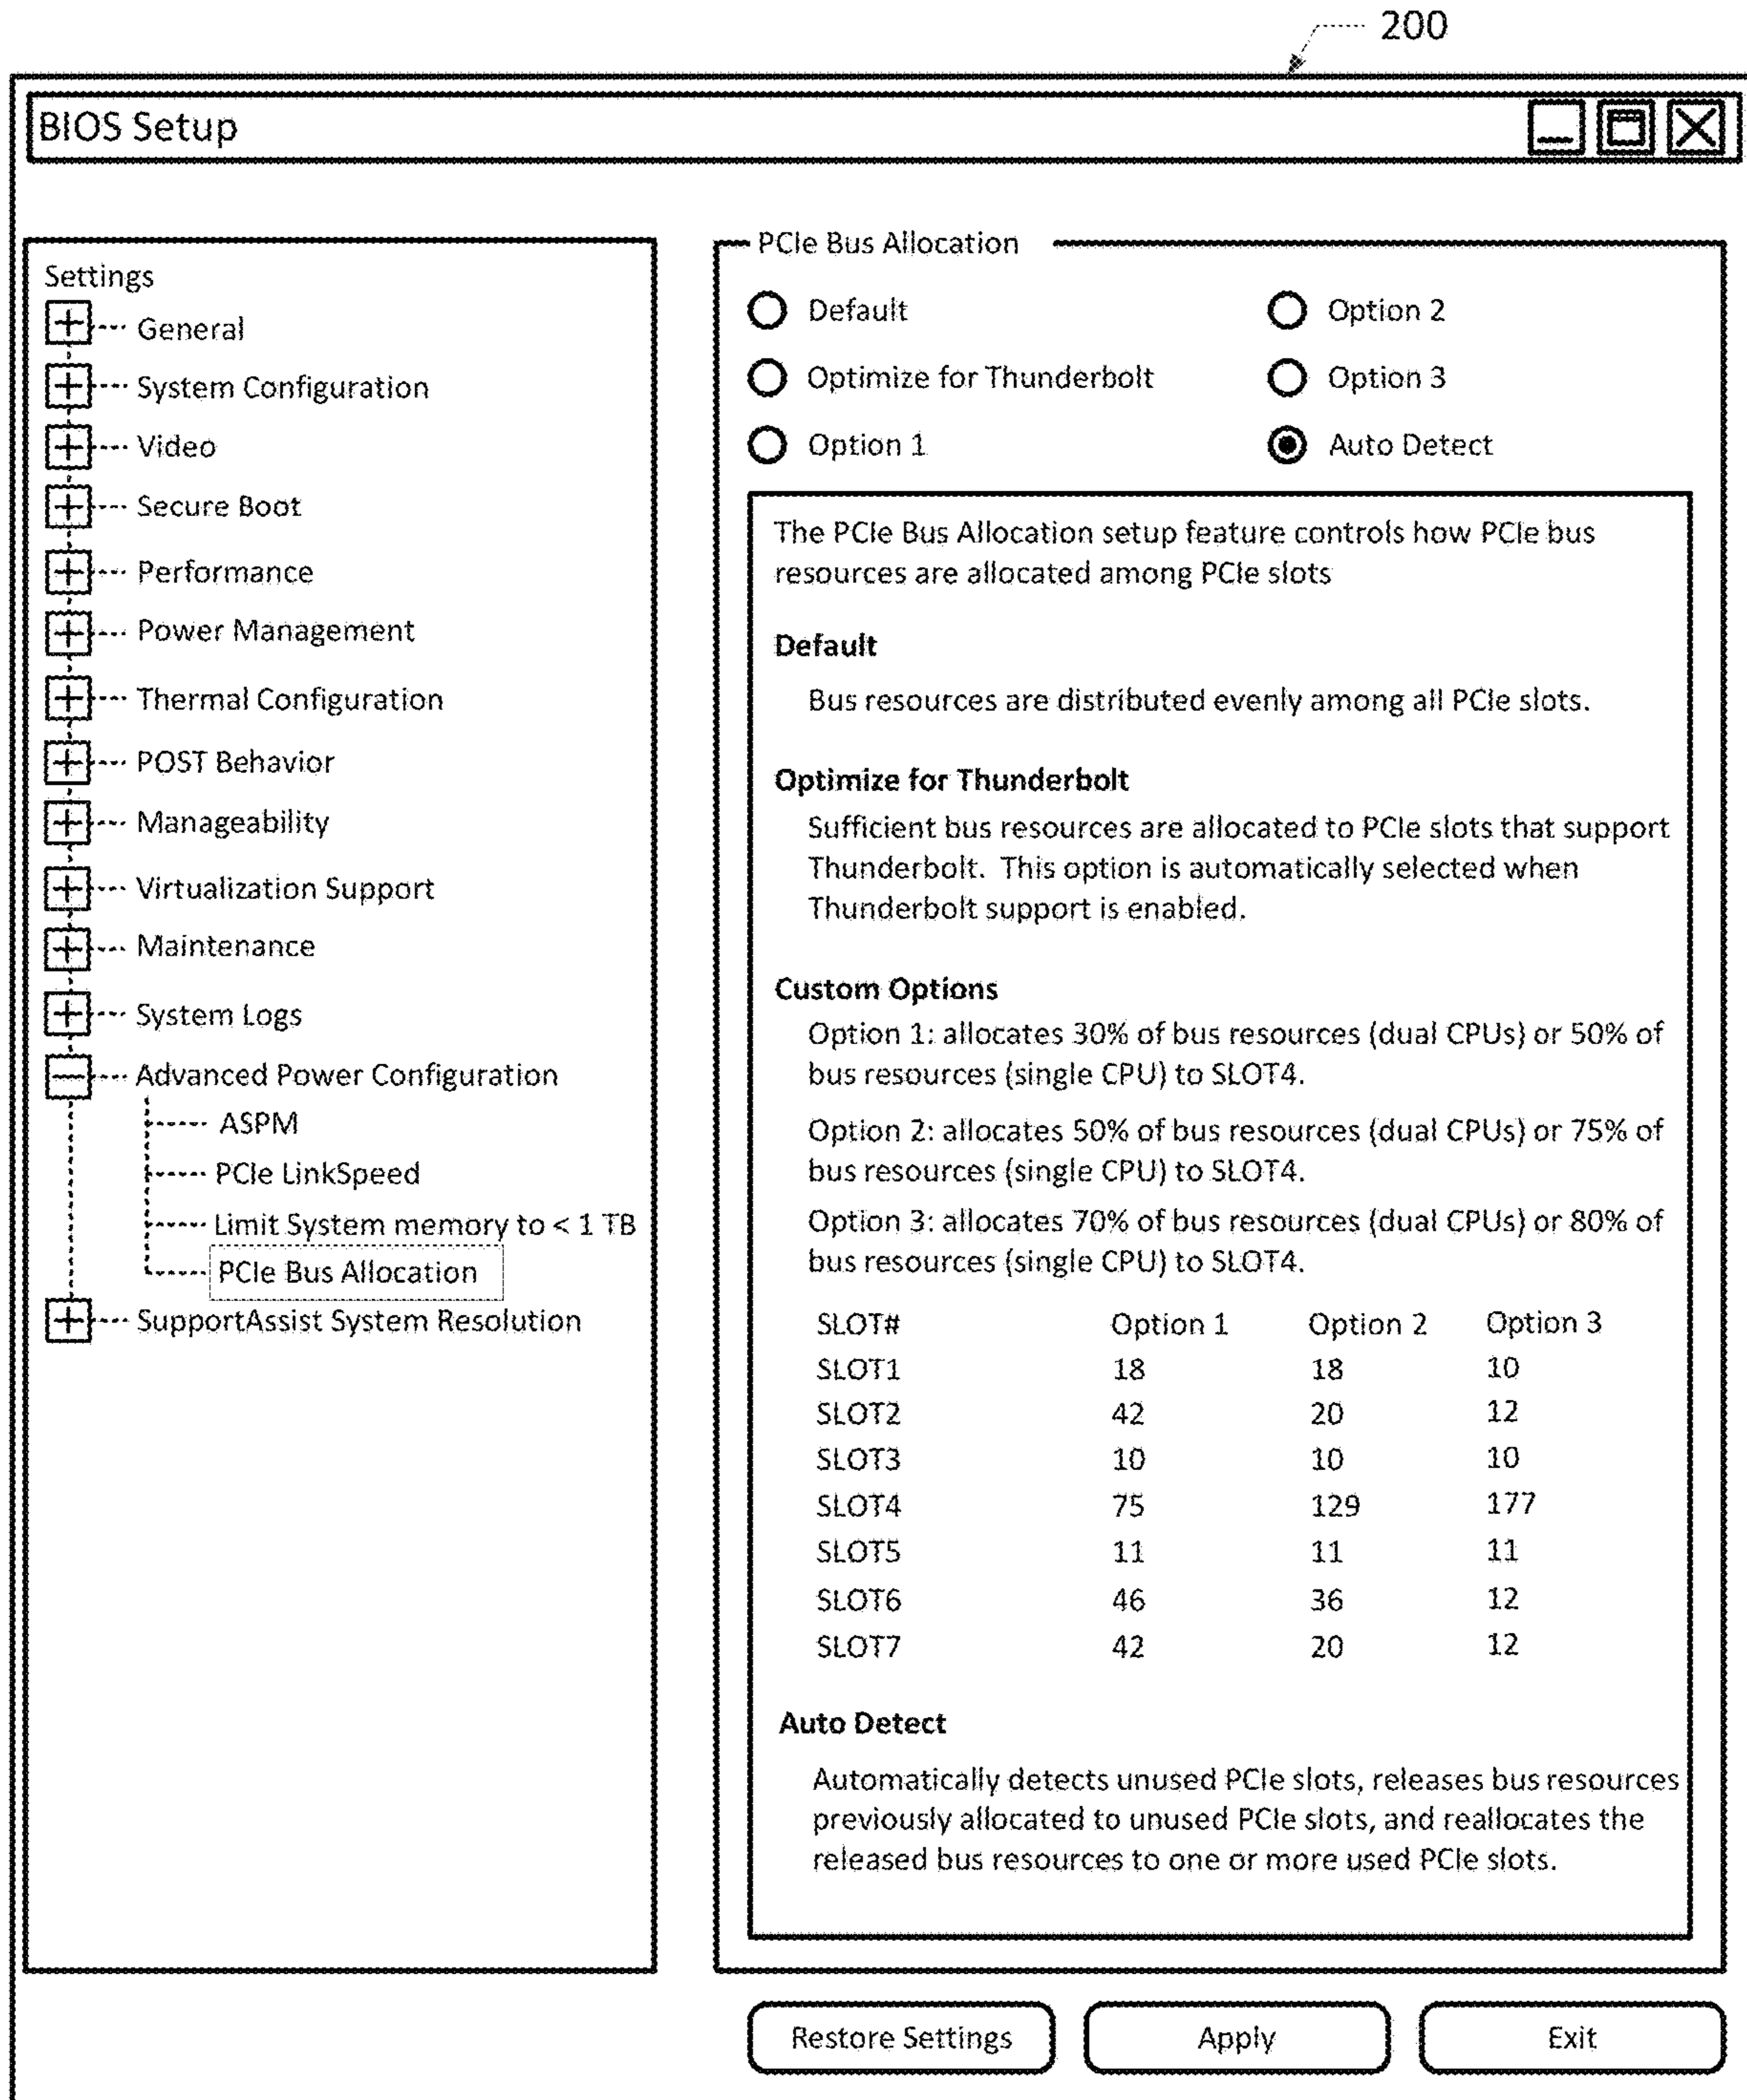 200
BIOS Setup
Settings
General
System Configuration
Video
Secure Boot
Performance
Power Management
Thermal Configuration
POST Behavior
Manageability
Virtualization Support
Maintenance
System Logs
Advanced Power Configuration
ASPM
PCIe LinkSpeed
Limit System memory to < 1 TB
PCIe Bus Allocation
SupportAssist System Resolution
PCIe Bus Allocation
Default
Option 2
Optimize for Thunderbolt
Option 3
Option 1
Auto Detect
The PCIe Bus Allocation setup feature controls how PCIe bus
resources are allocated among PCIe slots
Default
Bus resources are distributed evenly among all PCIe slots.
Optimize for Thunderbolt
Sufficient bus resources are allocated to PCIe slots that support
Thunderbolt. This option is automatically selected when
Thunderbolt support is enabled.
Custom Options
Option 1: allocates 30% of bus resources (dual CPUs) or 50% of
bus resources (single CPU) to SLOT4.
Option 2: allocates 50% of bus resources (dual CPUs) or 75% of
bus resources (single CPU) to SLOT4.
Option 3: allocates 70% of bus resources (dual CPUs) or 80% of
bus resources (single CPU) to SLOT4.
SLOT# Option 1 Option 2 Option 3
SLOT1 18 18 10
SLOT2 42 20 12
SLOT3 10 10 10
SLOT4 75 129 177
SLOT5 11 11 11
SLOT6 46 36 12
SLOT7 42 20 12
Auto Detect
Automatically detects unused PCIe slots, releases bus resources
previously allocated to unused PCIe slots, and reallocates the
released bus resources to one or more used PCIe slots.
Restore Settings Apply Exit